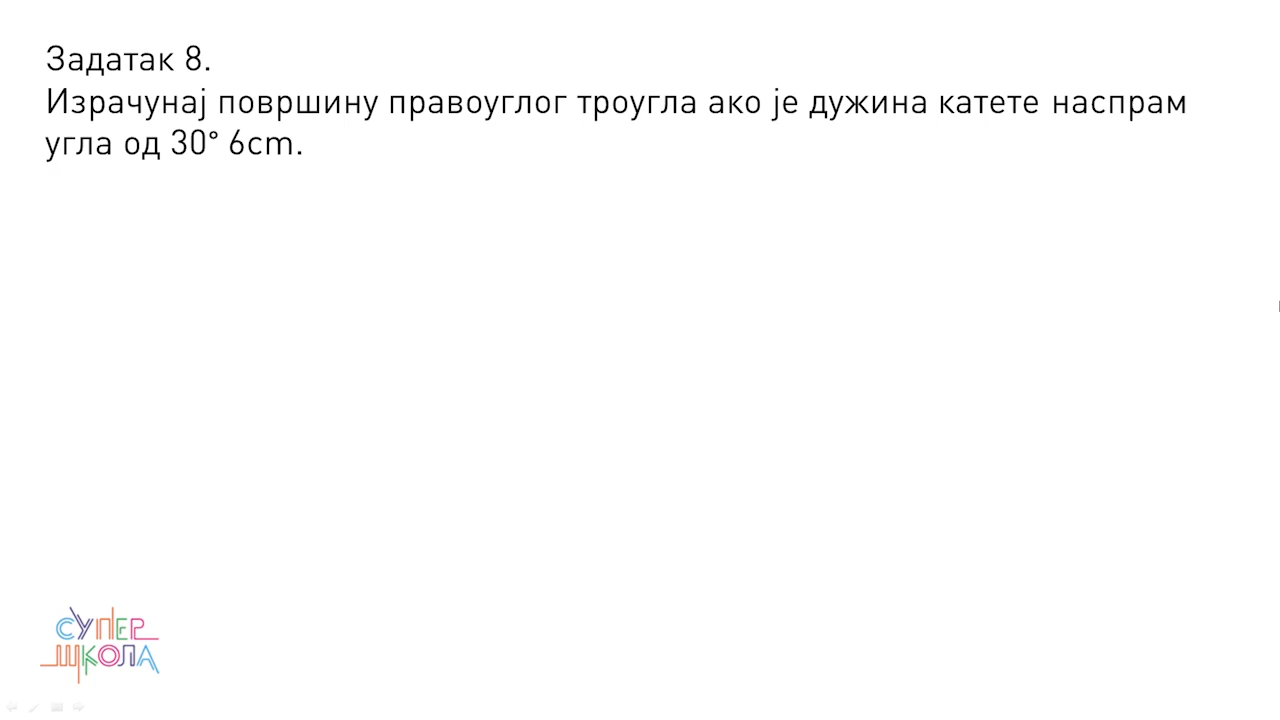 Задатак 8.
Израчунај површину правоуглог троугла ако је дужина катете наспрам
угла од 30° 6cm.
СУПЕР
ШКОЛА